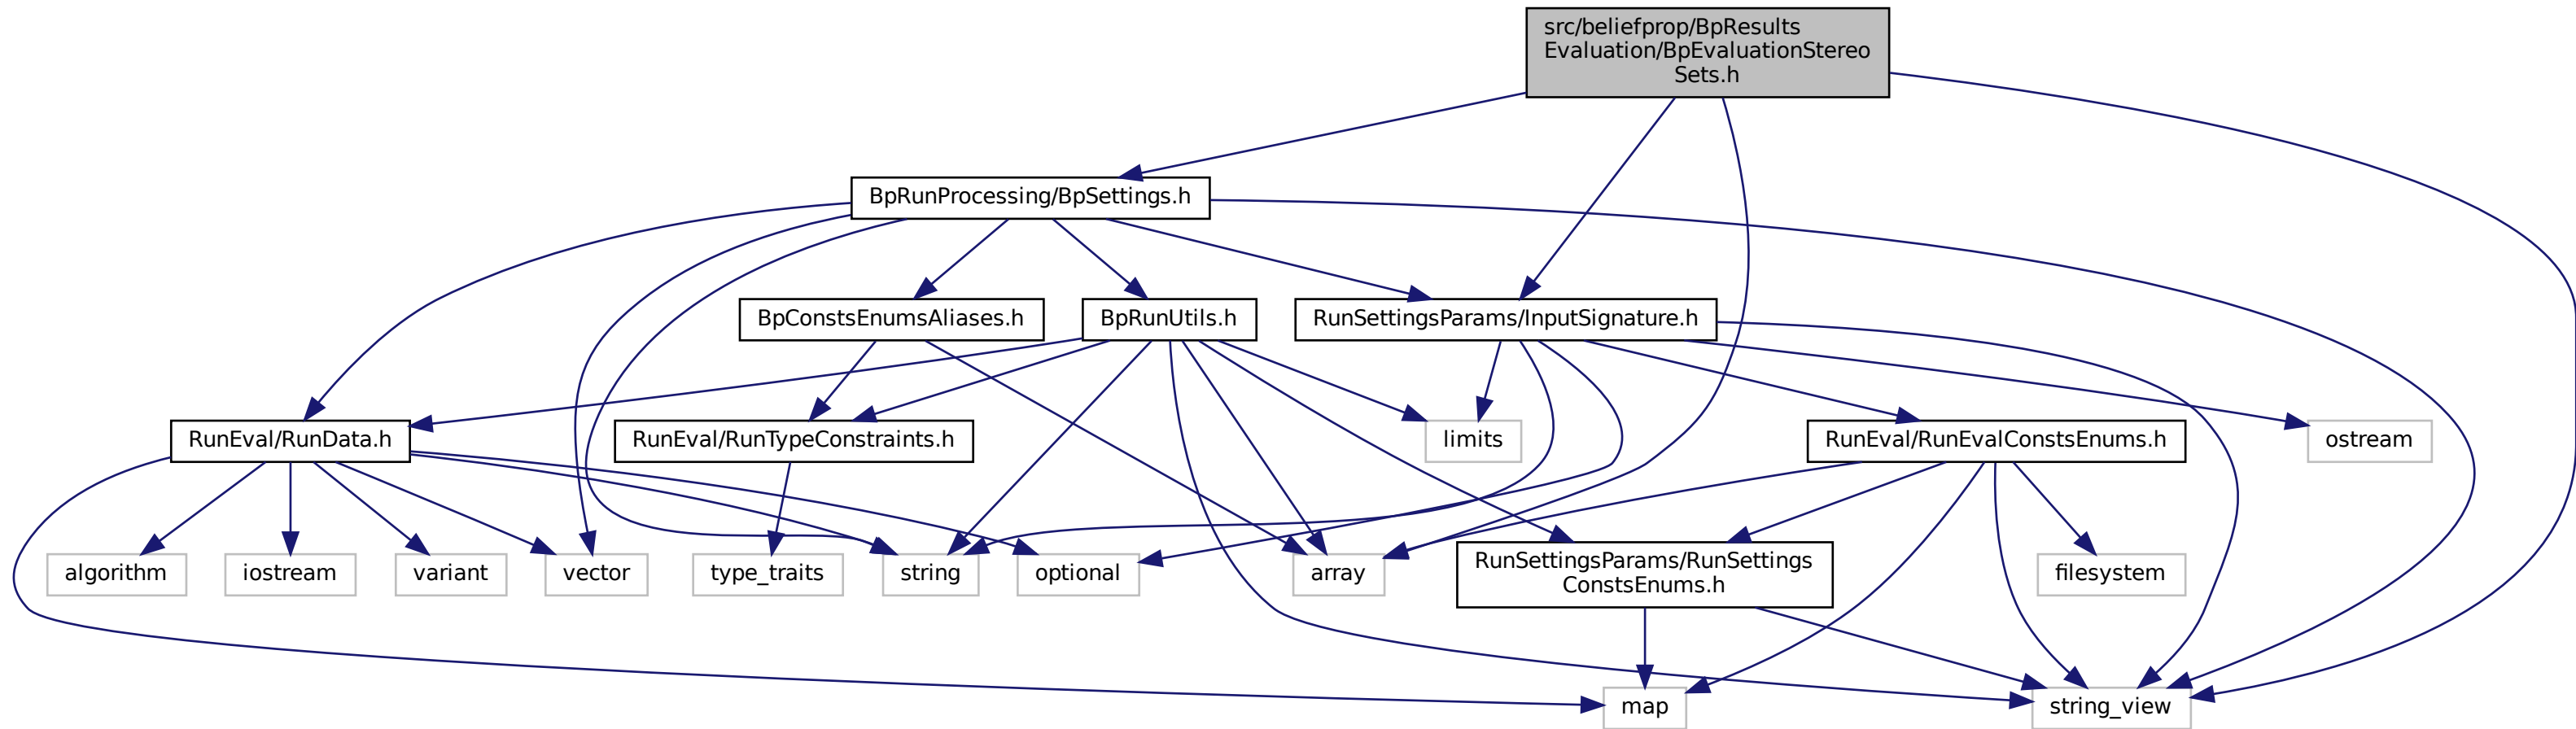 src/beliefprop/BpResults
Evaluation/BpEvaluationStereo
Sets.h
BpRunProcessing/BpSettings.h
BpConstsEnumsAliases.h
BpRunUtils.h
RunSettingsParams/InputSignature.h
RunEval/RunData.h
RunEval/RunTypeConstraints.h
limits
RunEval/RunEvalConstsEnums.h
ostream
algorithm
iostream
variant
vector
type_traits
string
optional
array
RunSettingsParams/RunSettings
ConstsEnums.h
filesystem
map
string_view